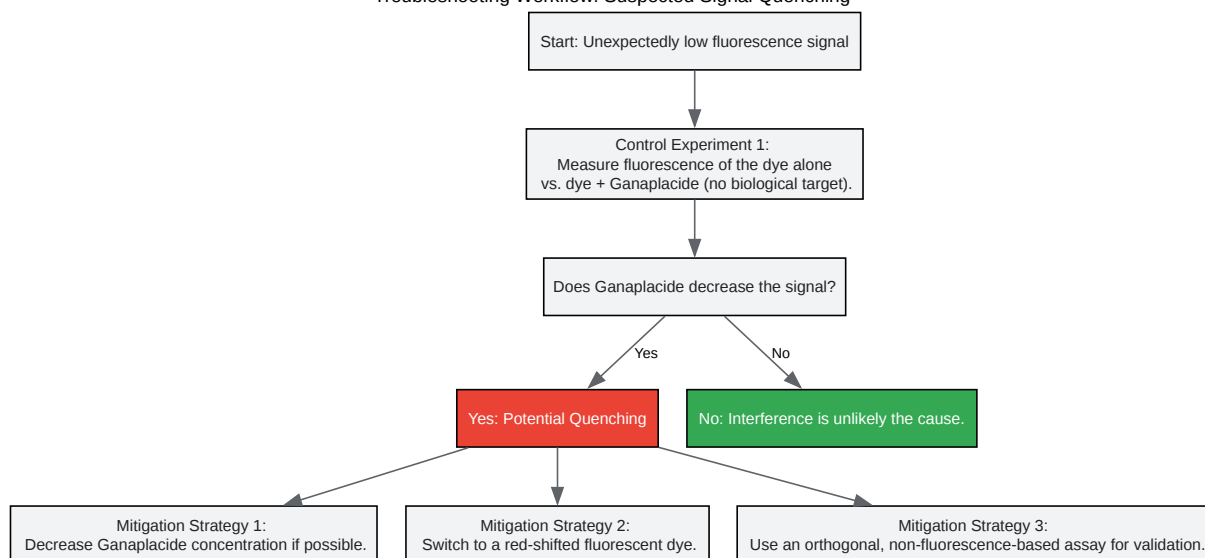 Troubleshooting Workflow: Suspected Signal Quenching
Start: Unexpectedly low fluorescence signal
Control Experiment 1:
Measure fluorescence of the dye alone
vs. dye + Ganaplacide (no biological target).
Does Ganaplacide decrease the signal?
Yes
No
Yes: Potential Quenching
No: Interference is unlikely the cause.
Mitigation Strategy 1:
Decrease Ganaplacide concentration if possible.
Mitigation Strategy 2:
Switch to a red-shifted fluorescent dye.
Mitigation Strategy 3:
Use an orthogonal, non-fluorescence-based assay for validation.